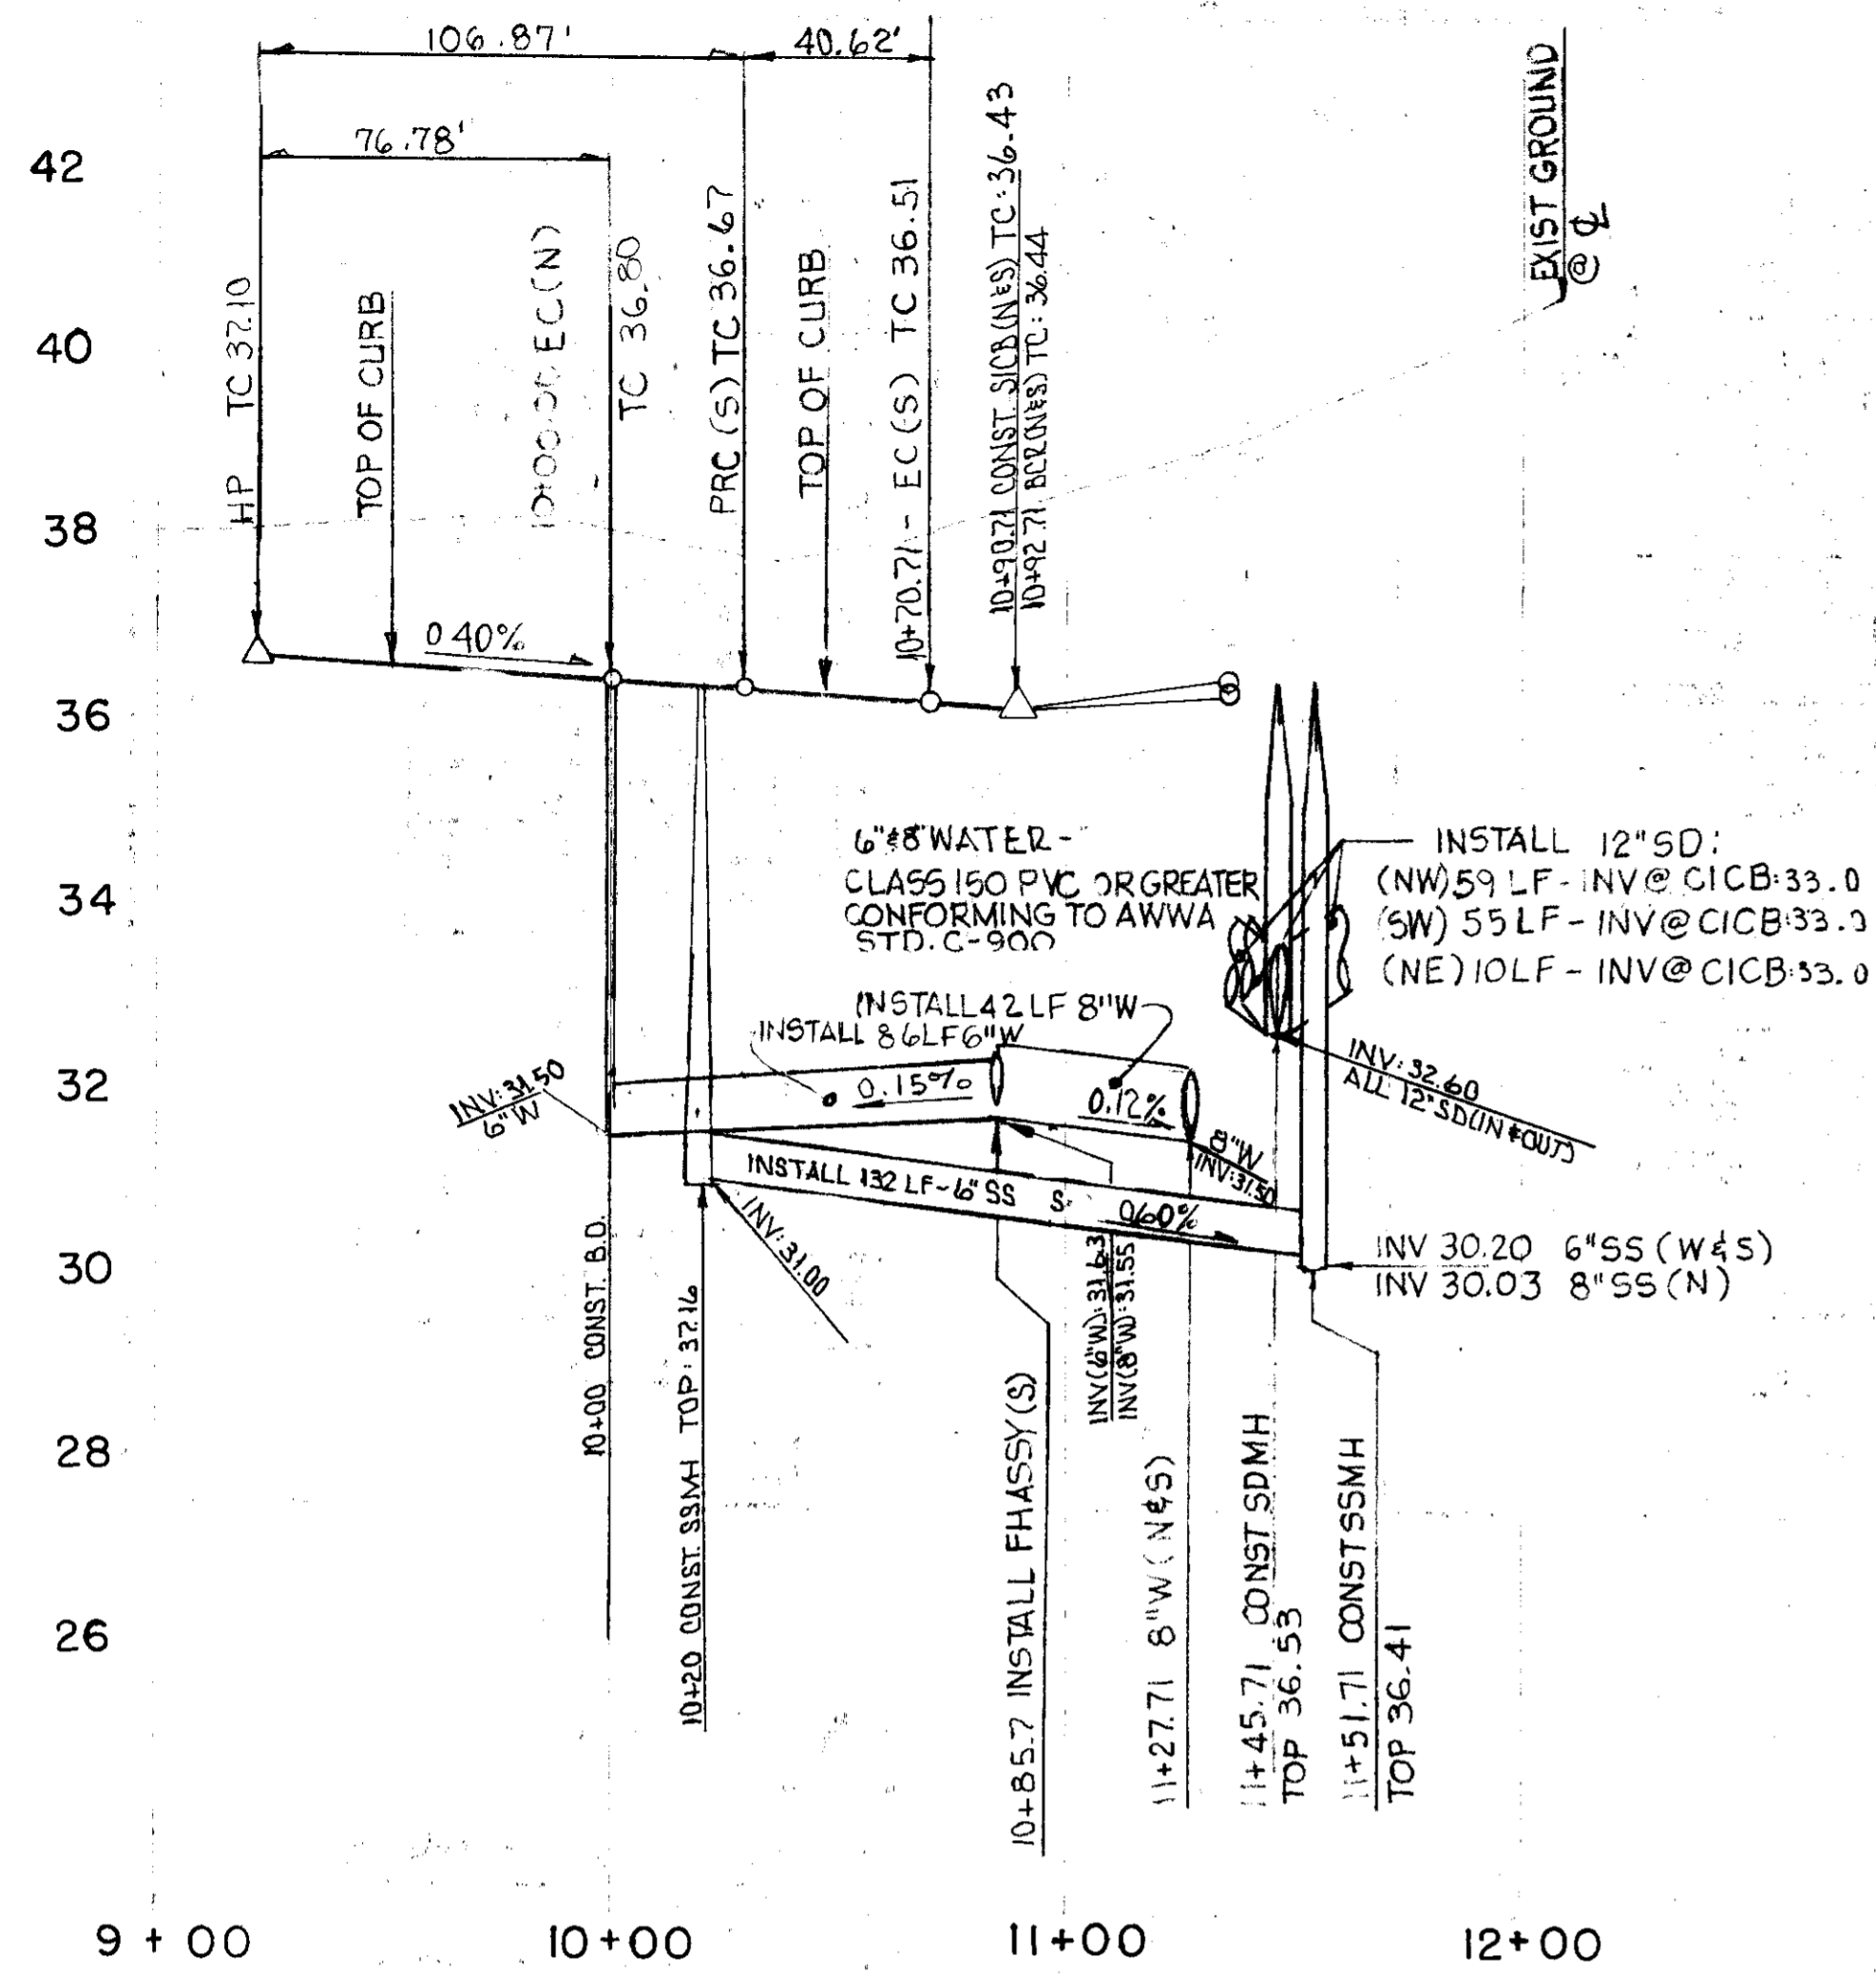 106.87'
40.62'
76.78'
42
40
38
36
34
32
30
28
26
HP TC 37.10
TOP OF CURB
10+00.00 EC(N)
TC 36.80
PRC (S) TC 36.67
TOP OF CURB
10+70.71 - EC(S) TC 36.51
10+90.71 CONST. SICB(N&S) TC: 36.43
10+92.71 BCR(N&S) TC: 36.44
EXIST GROUND
@ ℄
0.40%
6"&8" WATER-
CLASS 150 PVC OR GREATER
CONFORMING TO AWWA
STD. C-900
INSTALL 12"SD:
(NW) 59 LF - INV@ CICB:33.0
(SW) 55 LF - INV@ CICB:33.0
(NE) 10 LF - INV@ CICB:33.0
INSTALL 42 LF 8"W
INSTALL 86 LF 6"W
INV:31.50
6"W
0.15%
0.12%
8"W
INV:31.50
INV: 32.60
ALL 12"SD(IN & OUT)
INSTALL 132 LF-6" SS S
0.60%
INV:31.00
INV 30.20 6"SS (W&S)
INV 30.03 8"SS (N)
10+00 CONST. B.O.
10+20 CONST. SSMH TOP: 37.16
10+85.7 INSTALL FHASSY(S)
INV(6"W):31.63
INV(8"W):31.55
11+27.71 8"W (N&S)
11+45.71 CONST SDMH
TOP 36.53
11+51.71 CONST SSMH
TOP 36.41
9 + 00
10+00
11+00
12+00